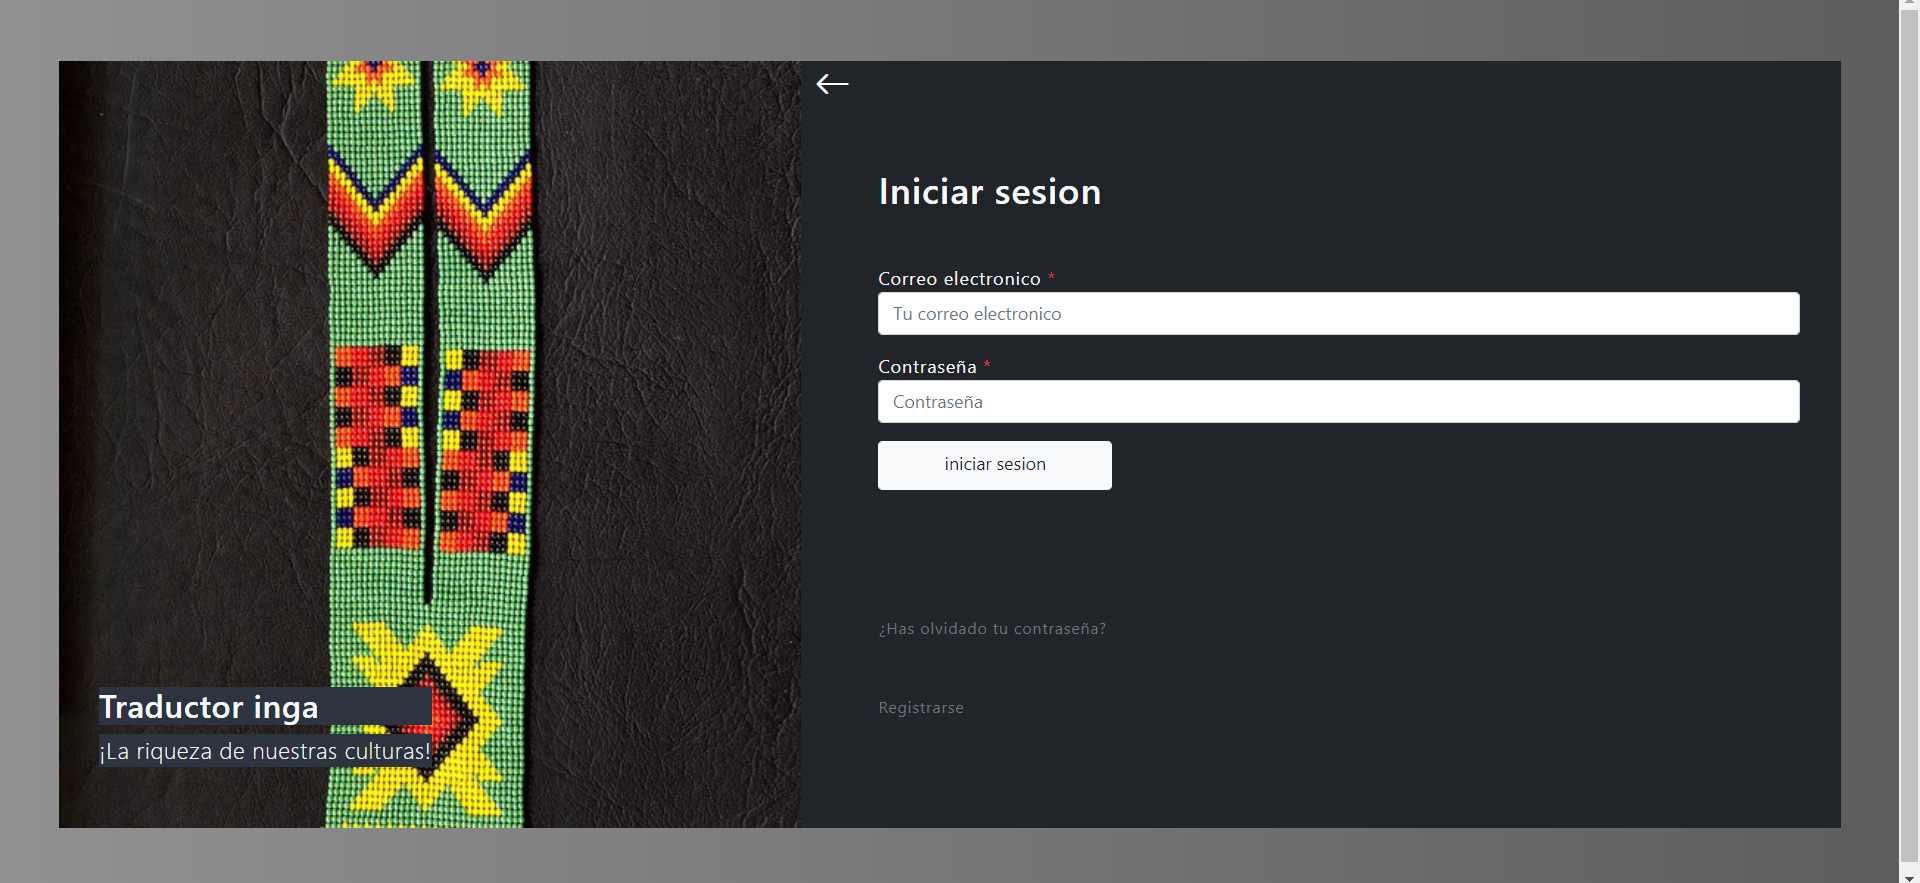 Iniciar sesion
Correo electronico *
Tu correo electronico
Contraseña *
Contraseña
iniciar sesion
¿Has olvidado tu contraseña?
Registrarse
Traductor inga
¡La riqueza de nuestras culturas!